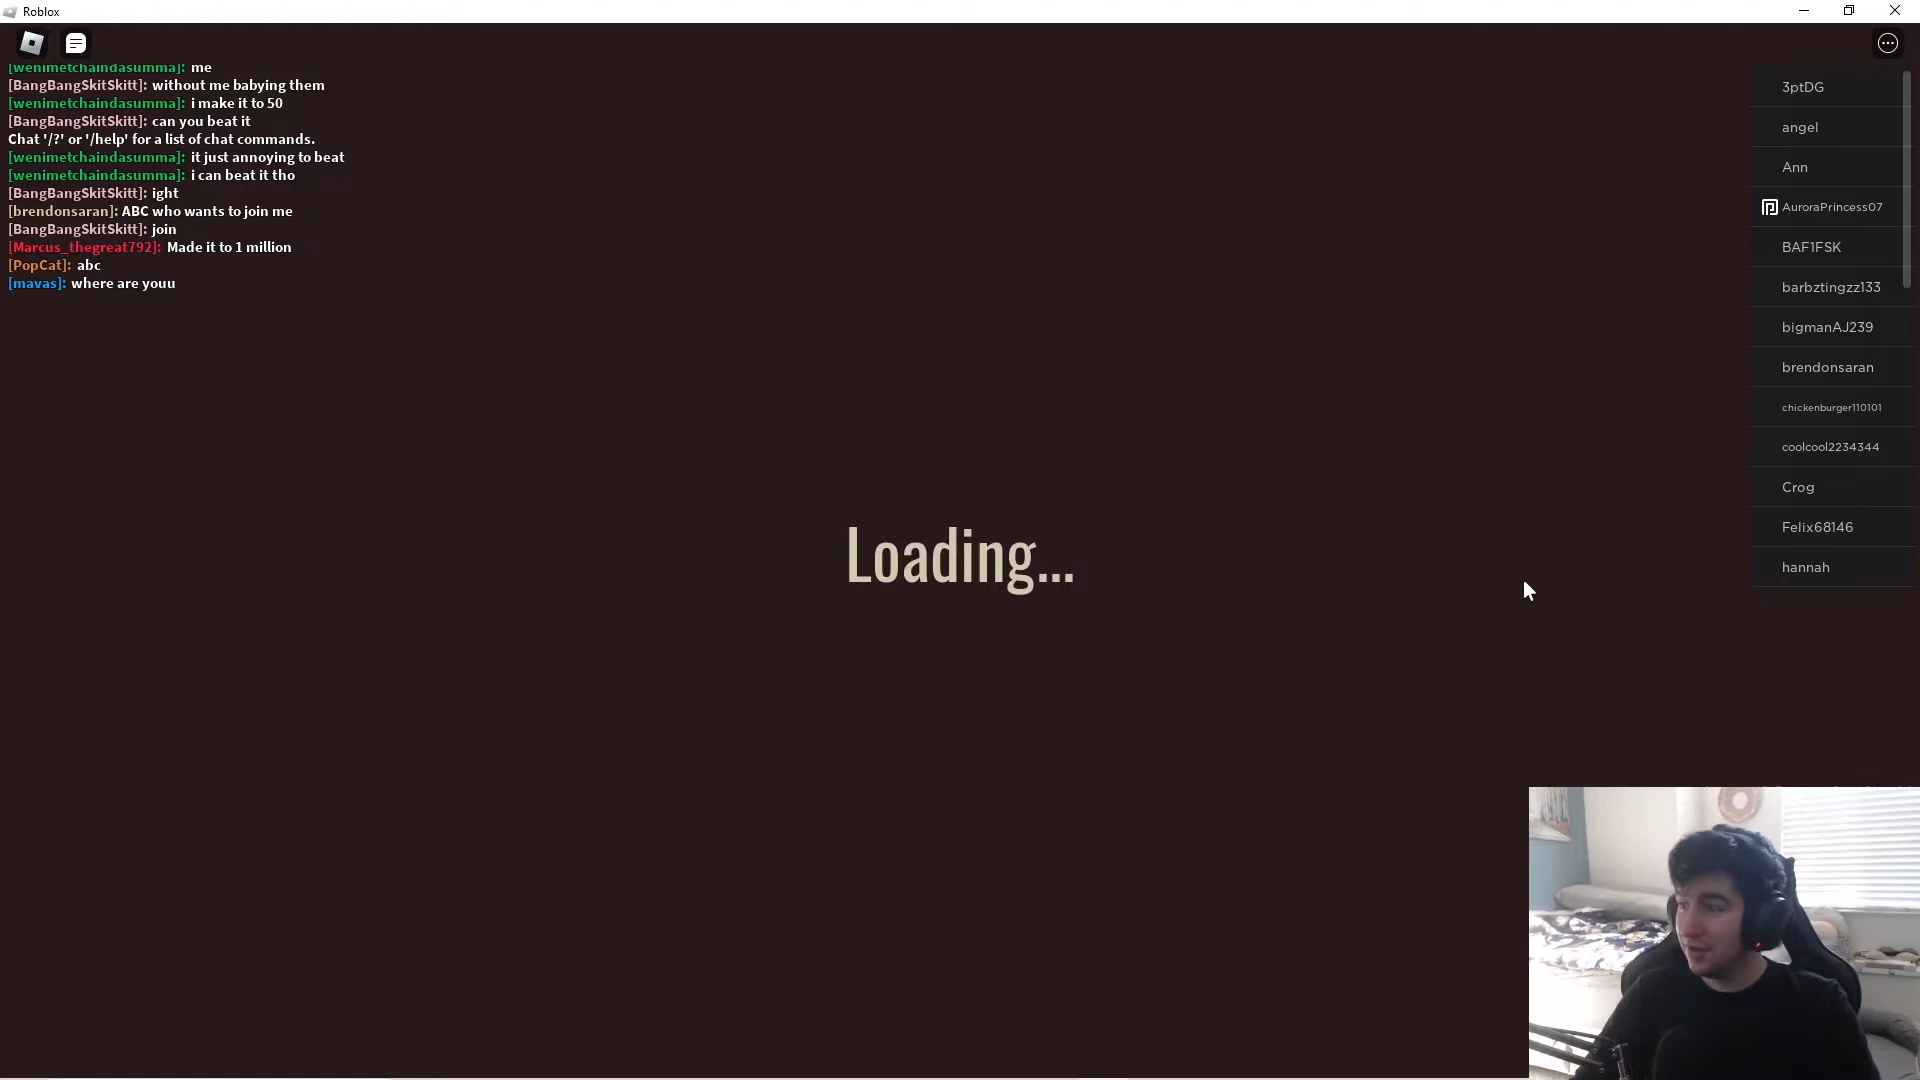 Roblox
[wenimetchaindasumma]: me
[BangBangSkitSkitt]: without me babying them
[wenimetchaindasumma]: i make it to 50
[BangBangSkitSkitt]: can you beat it
Chat '/?' or '/help' for a list of chat commands.
[wenimetchaindasumma]: it just annoying to beat
[wenimetchaindasumma]: i can beat it tho
[BangBangSkitSkitt]: ight
[brendonsaran]: ABC who wants to join me
[BangBangSkitSkitt]: join
[Marcus_thegreat792]: Made it to 1 million
[PopCat]: abc
[mavas]: where are youu
Loading...
3ptDG
angel
Ann
AuroraPrincess07
BAF1FSK
barbztingzz133
bigmanAJ239
brendonsaran
chickenburger110101
coolcool2234344
Crog
Felix68146
hannah